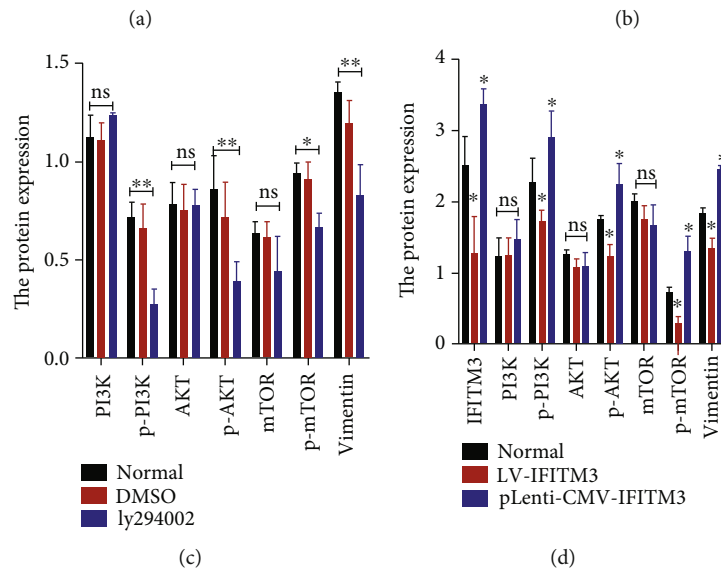 (a)
(b)
The protein expression
1.5
1.0
0.5
0.0
ns
**
ns
**
ns
*
**
PI3K
p-PI3K
AKT
p-AKT
mTOR
p-mTOR
Vimentin
Normal
DMSO
ly294002
(c)
The protein expression
4
3
2
1
0
*
*
ns
*
*
ns
*
*
ns
*
*
*
*
IFITM3
PI3K
p-PI3K
AKT
p-AKT
mTOR
p-mTOR
Vimentin
Normal
LV-IFITM3
pLenti-CMV-IFITM3
(d)